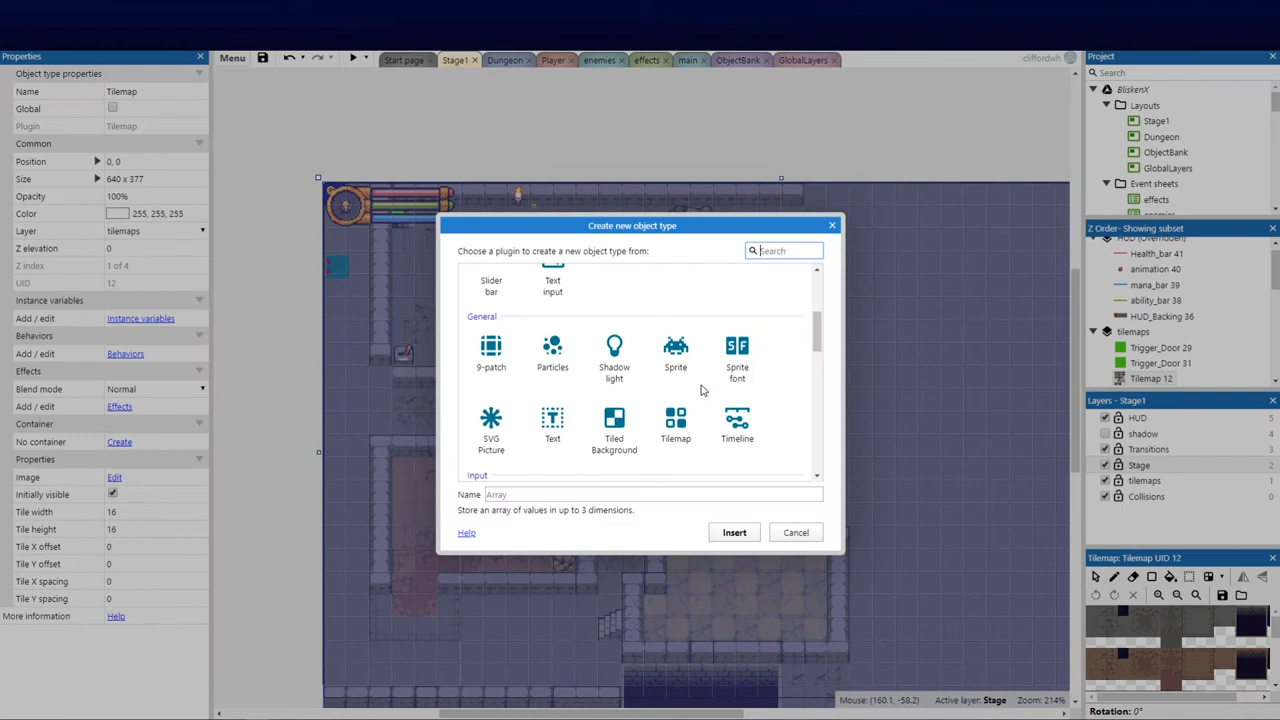 Properties
Menu
Start page
Stage1
Dungeon
Player
enemies
effects
main
ObjectBank
GlobalLayers
cliffordwh
Object type properties
Name Tilemap
Global
Plugin Tilemap
Common
Position 0, 0
Size 640 x 377
Opacity 100%
Color 255, 255, 255
Layer tilemaps
Z elevation 0
Z index 1 of 4
UID 12
Instance variables
Add / edit Instance variables
Behaviors
Add / edit Behaviors
Effects
Blend mode Normal
Add / edit Effects
Container
No container Create
Properties
Image Edit
Initially visible
Tile width 16
Tile height 16
Tile X offset 0
Tile Y offset 0
Tile X spacing 0
Tile Y spacing 0
More information Help
Create new object type
Choose a plugin to create a new object type from:
Search
Slider bar
Text input
General
9-patch
Particles
Shadow light
Sprite
SF
Sprite font
SVG Picture
T
Text
Tiled Background
Tilemap
Timeline
Input
Name Array
Store an array of values in up to 3 dimensions.
Help
Insert
Cancel
Mouse: (160.1, -58.2)
Active layer: Stage
Zoom: 214%
Project
Search
BliskenX
Layouts
Stage1
Dungeon
ObjectBank
GlobalLayers
Event sheets
effects
Z Order- Showing subset
HUD (Overridden)
Health_bar 41
animation 40
mana_bar 39
ability_bar 38
HUD_Backing 36
tilemaps
Trigger_Door 29
Trigger_Door 31
Tilemap 12
Layers - Stage1
HUD 5
shadow 4
Transitions 3
Stage 2
tilemaps 1
Collisions 0
Tilemap: Tilemap UID 12
Rotation: 0°